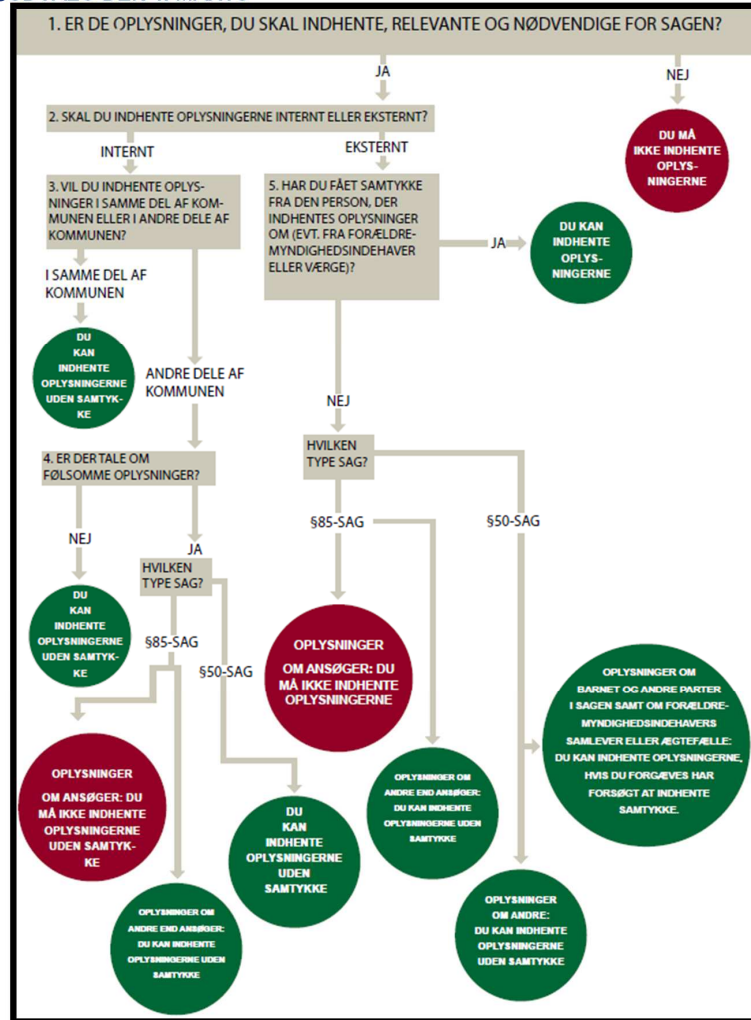 1. ER DE OPLYSNINGER, DU SKAL INDHENTE, RELEVANTE OG NØDVENDIGE FOR SAGEN?
JA
NEJ
2. SKAL DU INDHENTE OPLYSNINGERNE INTERNT ELLER EKSTERNT?
DU MÅ
IKKE INDHENTE
OPLYS-
NINGERNE
INTERNT
EKSTERNT
3. VIL DU INDHENTE OPLYS-
NINGER I SAMME DEL AF KOM-
MUNEN ELLER I ANDRE DELE AF
KOMMUNEN?
5. HAR DU FÅET SAMTYKKE
FRA DEN PERSON, DER
INDHENTES OPLYSNINGER
OM (EVT. FRA FORÆLDRE-
MYNDIGHEDSINDEHAVER
ELLER VÆRGE)?
JA
DU KAN
INDHENTE
OPLYS-
NINGERNE
I SAMME DEL AF
KOMMUNEN
DU
KAN
INDHENTE
OPLYSNINGERNE
UDEN SAMTYK-
KE
ANDRE DELE AF
KOMMUNEN
NEJ
4. ER DER TALE OM
FØLSOMME OPLYSNINGER?
HVILKEN
TYPE SAG?
§85-SAG
§50-SAG
NEJ
JA
DU
KAN
INDHENTE
OPLYSNINGERNE
UDEN SAMTYK-
KE
HVILKEN
TYPE SAG?
§85-SAG
§50-SAG
OPLYSNINGER
OM ANSØGER: DU
MÅ IKKE INDHENTE
OPLYSNINGERNE
OPLYSNINGER OM
BARNET OG ANDRE PARTER
I SAGEN SAMT OM FORÆLDRE-
MYNDIGHEDSINDEHAVERS
SAMLEVER ELLER ÆGTEFÆLLE:
DU KAN INDHENTE OPLYSNINGERNE,
HVIS DU FORGÆVES HAR
FORSØGT AT INDHENTE
SAMTYKKE.
OPLYSNINGER
OM ANSØGER: DU
MÅ IKKE INDHENTE
OPLYSNINGERNE
UDEN SAMTYK-
KE
DU
KAN
INDHENTE
OPLYSNINGERNE
UDEN
SAMTYKKE
OPLYSNINGER OM
ANDRE END ANSØGER:
DU KAN INDHENTE
OPLYSNINGERNE UDEN
SAMTYKKE
OPLYSNINGER OM
ANDRE END ANSØGER:
DU KAN INDHENTE
OPLYSNINGERNE UDEN
SAMTYKKE
OPLYSNINGER
OM ANDRE:
DU KAN INDHENTE
OPLYSNINGERNE
UDEN SAMTYKKE